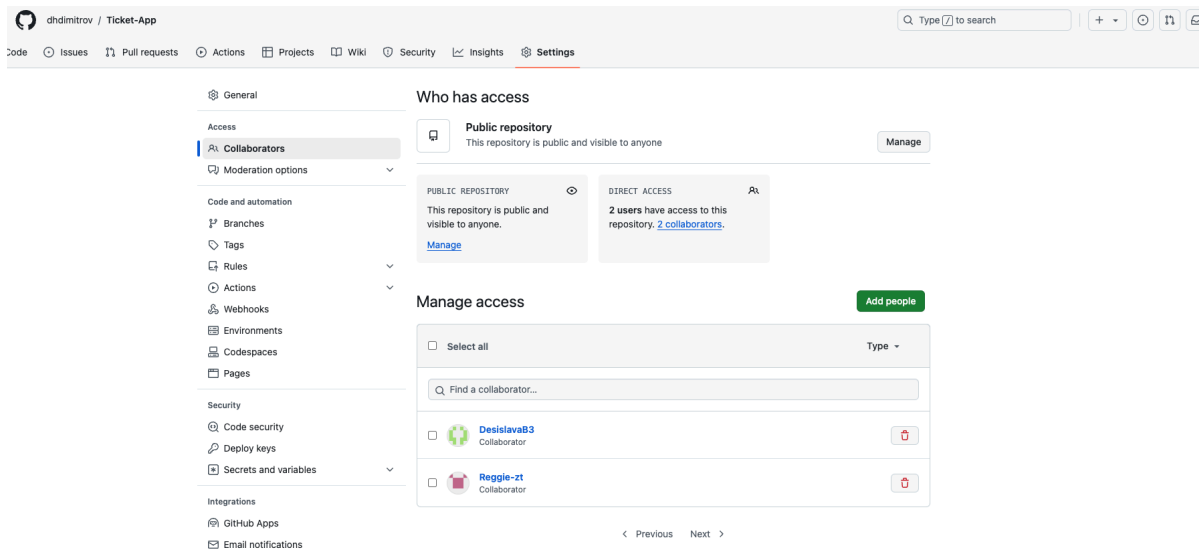 dhdimitrov / Ticket-App
Type / to search
Code
Issues
Pull requests
Actions
Projects
Wiki
Security
Insights
Settings
General
Access
Collaborators
Moderation options
Code and automation
Branches
Tags
Rules
Actions
Webhooks
Environments
Codespaces
Pages
Security
Code security
Deploy keys
Secrets and variables
Integrations
GitHub Apps
Email notifications
Who has access
Public repository
This repository is public and visible to anyone
Manage
PUBLIC REPOSITORY
This repository is public and
visible to anyone.
Manage
DIRECT ACCESS
2 users have access to this
repository. 2 collaborators.
Manage access
Add people
Select all
Type
Find a collaborator...
DesislavaB3
Collaborator
Reggie-zt
Collaborator
Previous Next